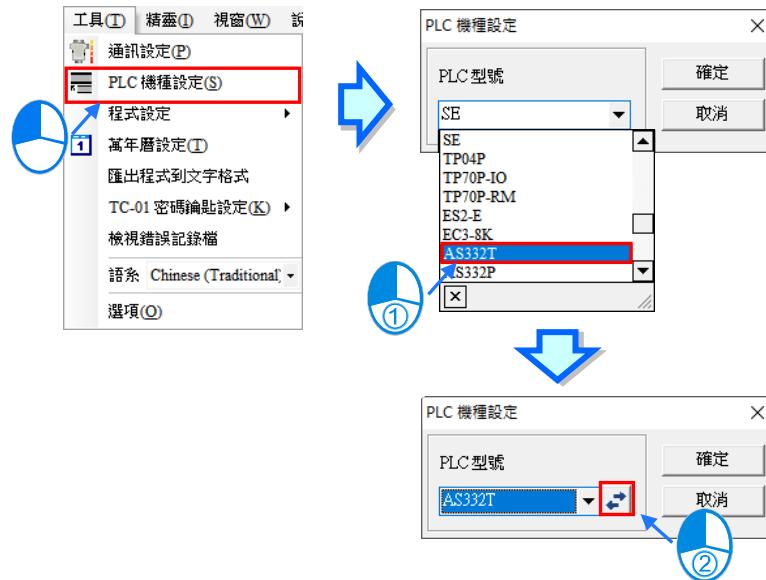 工具(T) 精靈(I) 視窗(W) 說
通訊設定(P)
PLC 機種設定(S)
程式設定
1 萬年曆設定(T)
匯出程式到文字格式
TC-01 密碼鑰匙設定(K)
檢視錯誤記錄檔
語系 Chinese (Traditional)
選項(O)
PLC 機種設定
PLC 型號
SE
確定
取消
SE
TP04P
TP70P-IO
TP70P-RM
ES2-E
EC3-8K
AS332T
AS332P
①
PLC 機種設定
PLC 型號
AS332T
確定
取消
②